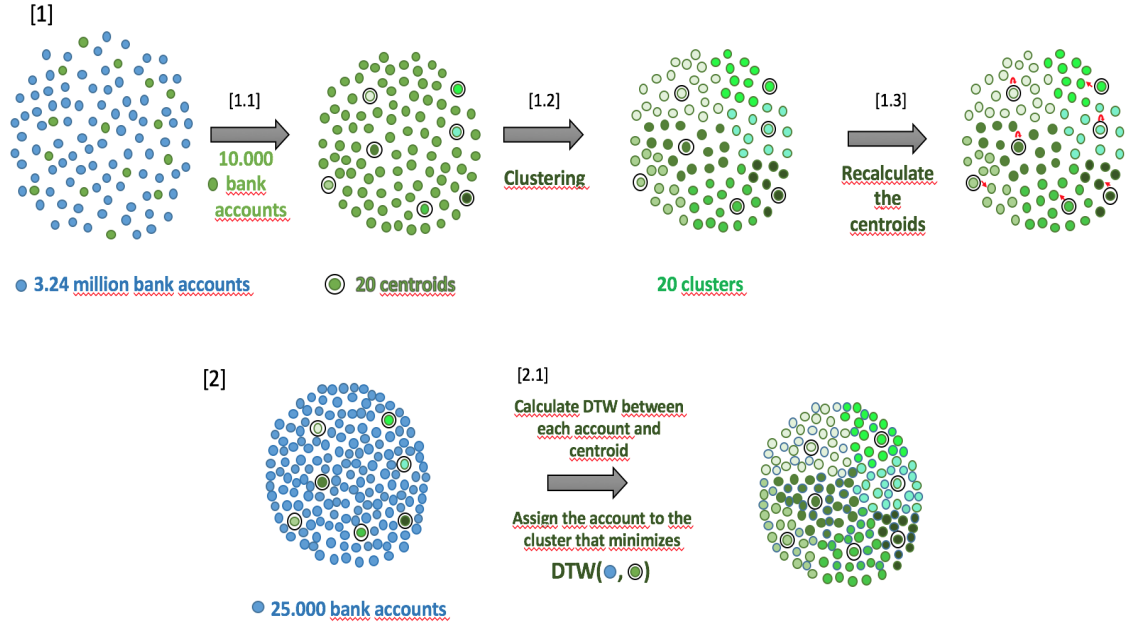 [1]
[1.1]
10.000
bank
accounts
[1.2]
Clustering
[1.3]
Recalculate
the
centroids
3.24 million bank accounts
20 centroids
20 clusters
[2]
[2.1]
Calculate DTW between
each account and
centroid
Assign the account to the
cluster that minimizes
DTW( , )
25.000 bank accounts